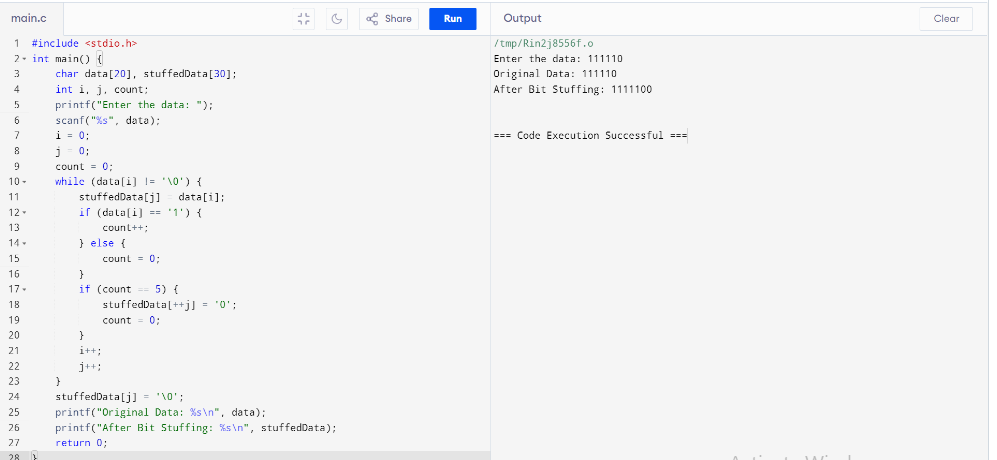 main.c
Share
Run
Output
Clear
1 #include <stdio.h>
2 int main() {
3 char data[20], stuffedData[30];
4 int i, j, count;
5 printf("Enter the data: ");
6 scanf("%s", data);
7 i = 0;
8 j = 0;
9 count = 0;
10 while (data[i] != '\0') {
11 stuffedData[j] = data[i];
12 if (data[i] == '1') {
13 count++;
14 } else {
15 count = 0;
16 }
17 if (count == 5) {
18 stuffedData[++j] = '0';
19 count = 0;
20 }
21 i++;
22 j++;
23 }
24 stuffedData[j] = '\0';
25 printf("Original Data: %s\n", data);
26 printf("After Bit Stuffing: %s\n", stuffedData);
27 return 0;
28 }
/tmp/Rin2j8556f.o
Enter the data: 111110
Original Data: 111110
After Bit Stuffing: 1111100
=== Code Execution Successful ===